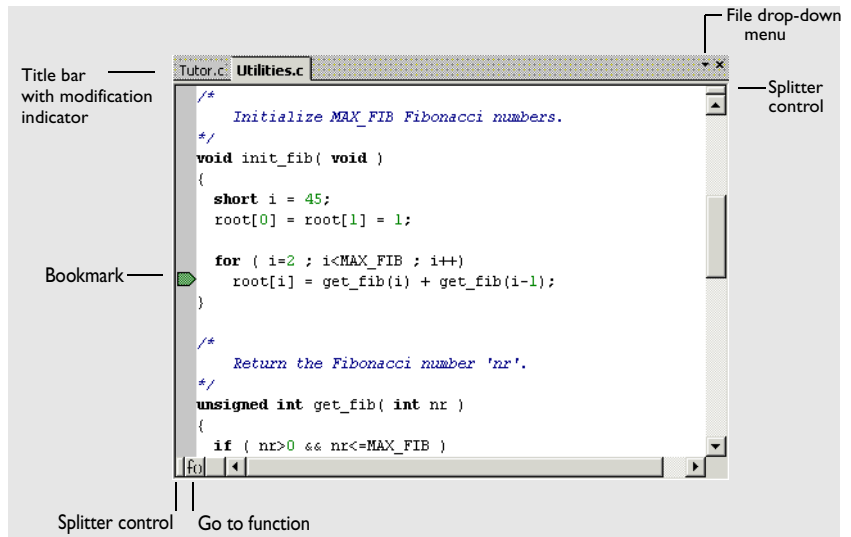 File drop-down
menu
Title bar
with modification
indicator
Tutor.c Utilities.c
Splitter
control
/*
Initialize MAX_FIB Fibonacci numbers.
*/
void init_fib( void )
{
short i = 45;
root[0] = root[1] = 1;
for ( i=2 ; i<MAX_FIB ; i++)
Bookmark
root[i] = get_fib(i) + get_fib(i-1);
}
/*
Return the Fibonacci number 'nr'.
*/
unsigned int get_fib( int nr )
{
if ( nr>0 && nr<=MAX_FIB )
f()
Splitter control
Go to function